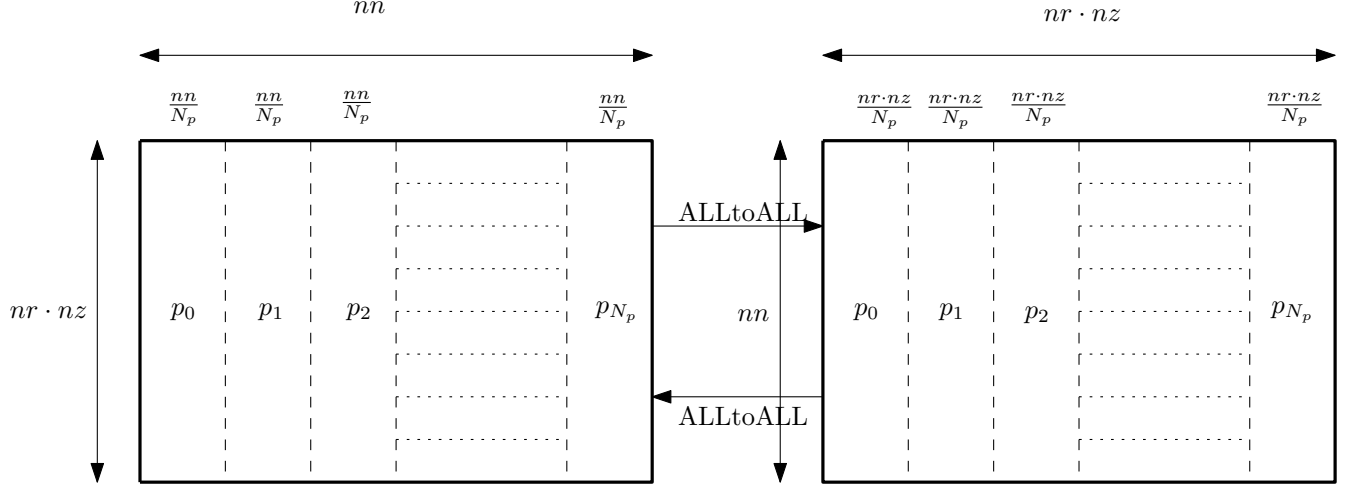 nn
nr · nz
nn/N_p nn/N_p nn/N_p nn/N_p
nr·nz/N_p nr·nz/N_p nr·nz/N_p nr·nz/N_p
ALLtoALL
nr · nz p_0 p_1 p_2 p_{N_p}
nn p_0 p_1 p_2 p_{N_p}
ALLtoALL